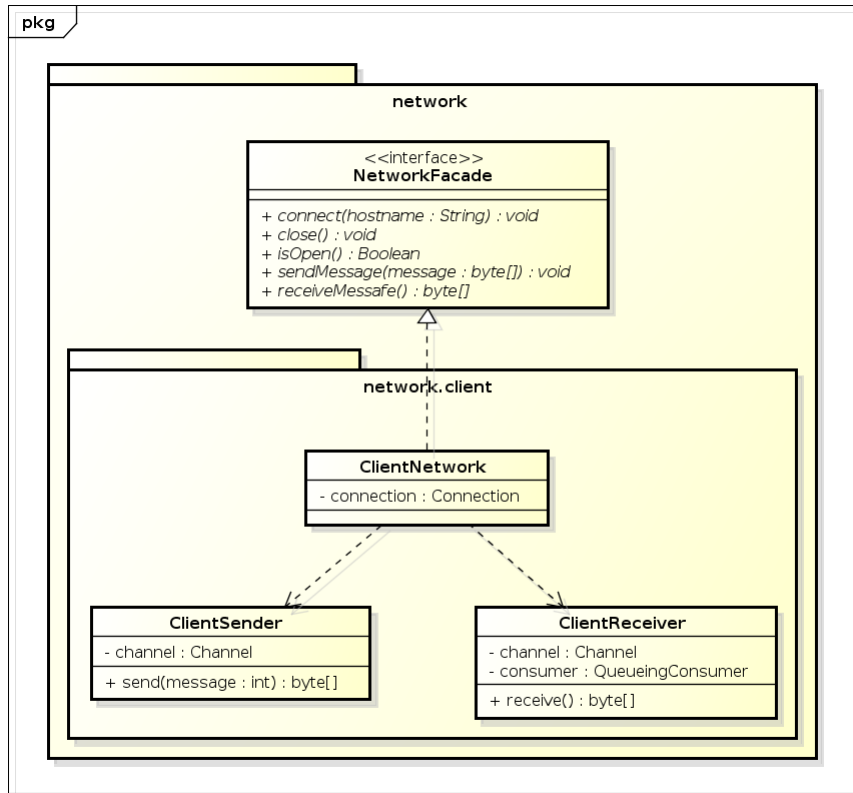 pkg
network
<<interface>>
NetworkFacade
+ connect(hostname : String) : void
+ close() : void
+ isOpen() : Boolean
+ sendMessage(message : byte[]) : void
+ receiveMessafe() : byte[]
network.client
ClientNetwork
- connection : Connection
ClientSender
- channel : Channel
+ send(message : int) : byte[]
ClientReceiver
- channel : Channel
- consumer : QueueingConsumer
+ receive() : byte[]